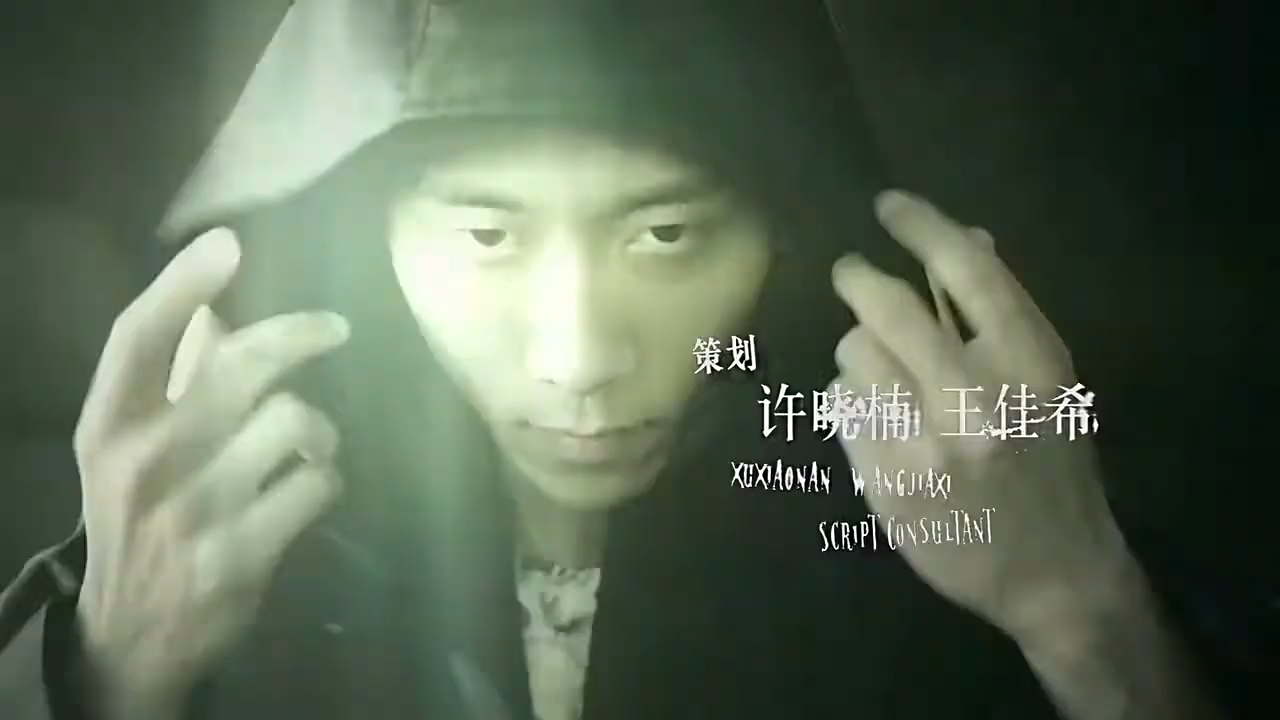 策划
许晓楠 王佳希
XUXIAONAN WANGJIAXI
SCRIPT CONSULTANT